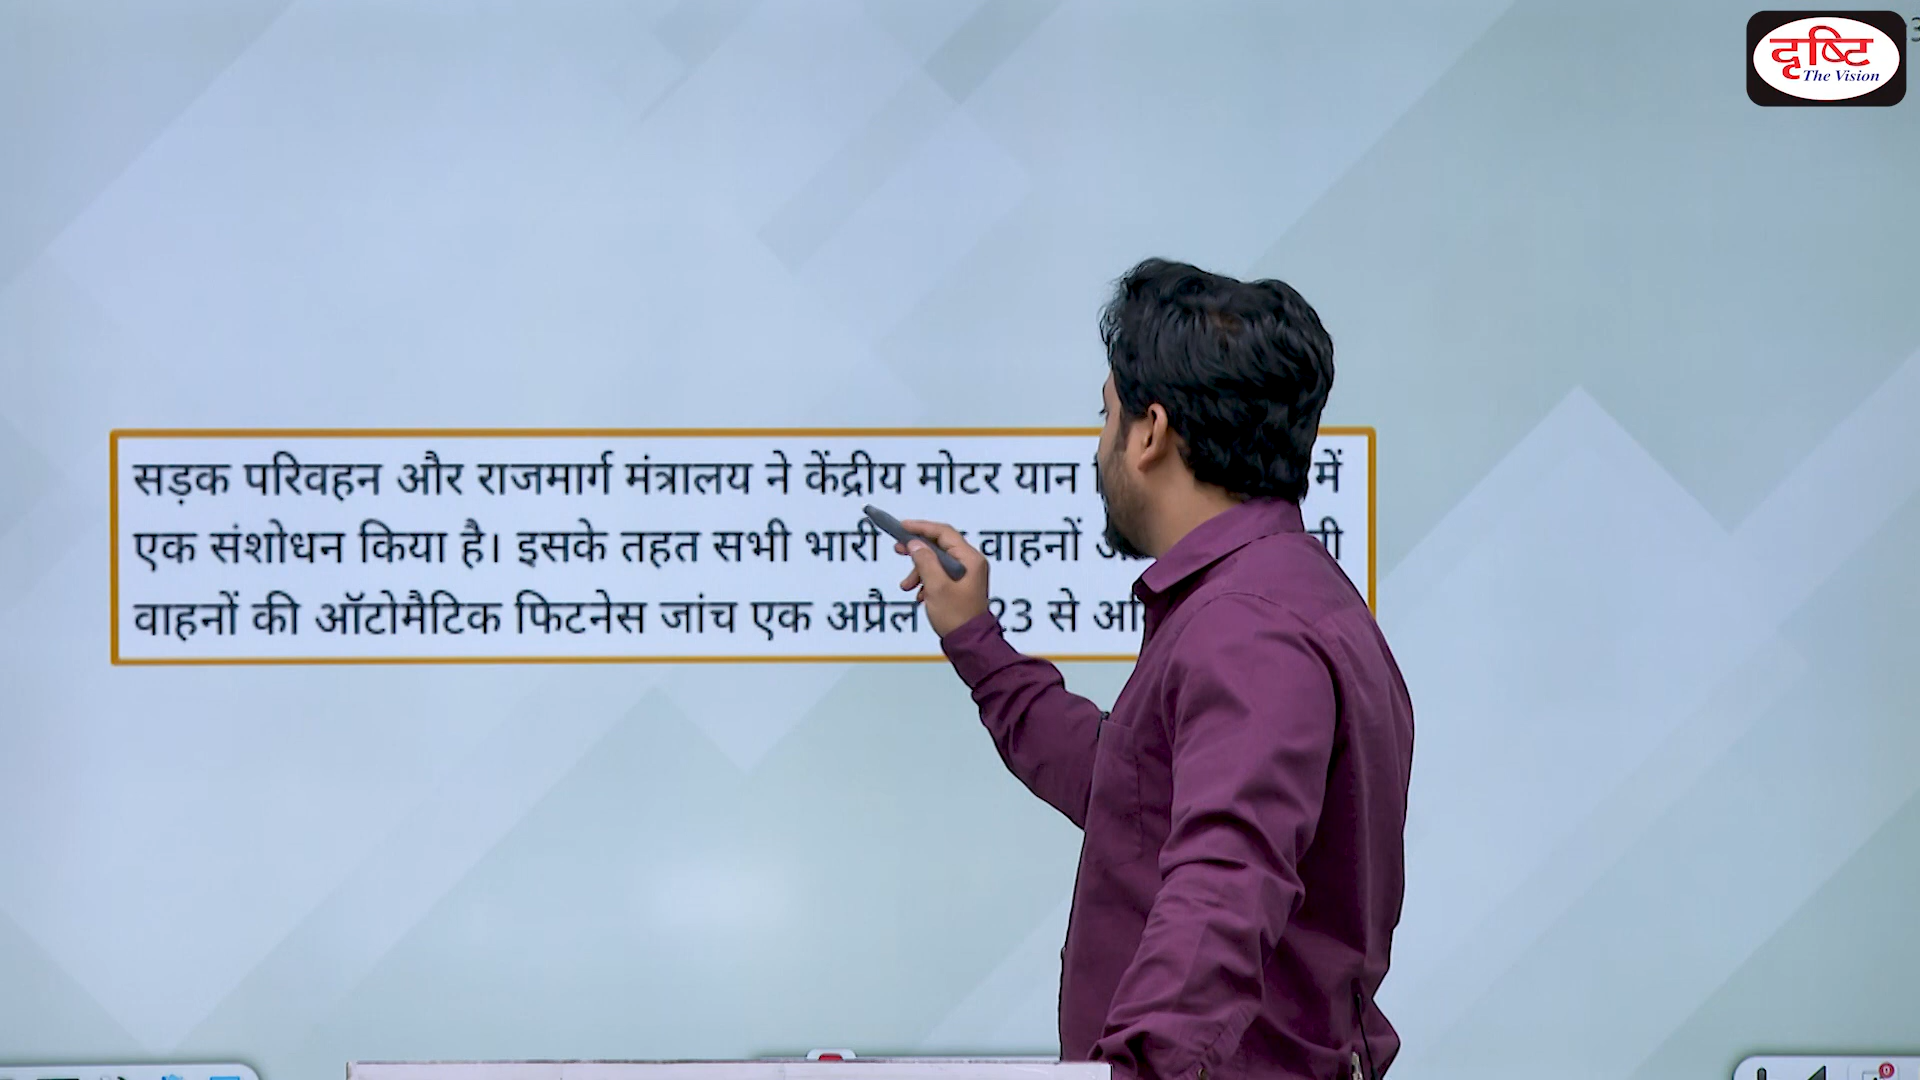 दृष्टि
The Vision
सड़क परिवहन और राजमार्ग मंत्रालय ने केंद्रीय मोटर यान में
एक संशोधन किया है। इसके तहत सभी भारी वाहनों
वाहनों की ऑटोमैटिक फिटनेस जांच एक अप्रैल 23 से